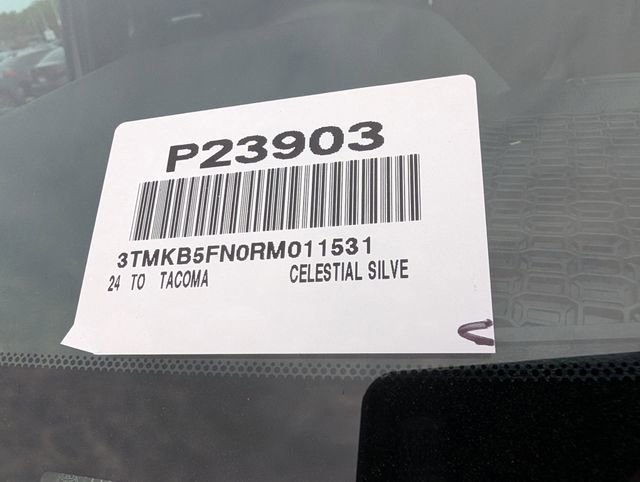 P23903
3TMKB5FN0RM011531
24 TO TACOMA CELESTIAL SILVE